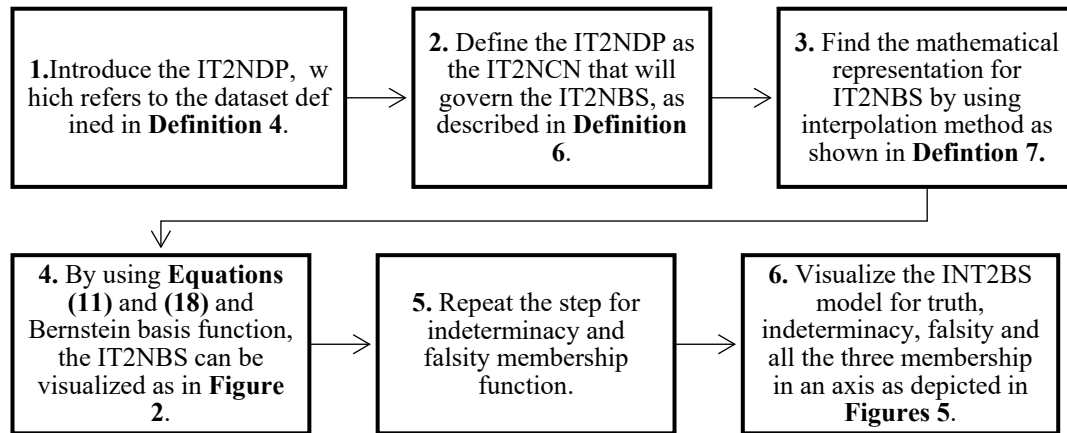 1.Introduce the IT2NDP, w
hich refers to the dataset def
ined in Definition 4.
2. Define the IT2NDP as
the IT2NCN that will
govern the IT2NBS, as
described in Definition
6.
3. Find the mathematical
representation for
IT2NBS by using
interpolation method as
shown in Defintion 7.
4. By using Equations
(11) and (18) and
Bernstein basis function,
the IT2NBS can be
visualized as in Figure
2.
5. Repeat the step for
indeterminacy and
falsity membership
function.
6. Visualize the INT2BS
model for truth,
indeterminacy, falsity and
all the three membership
in an axis as depicted in
Figures 5.